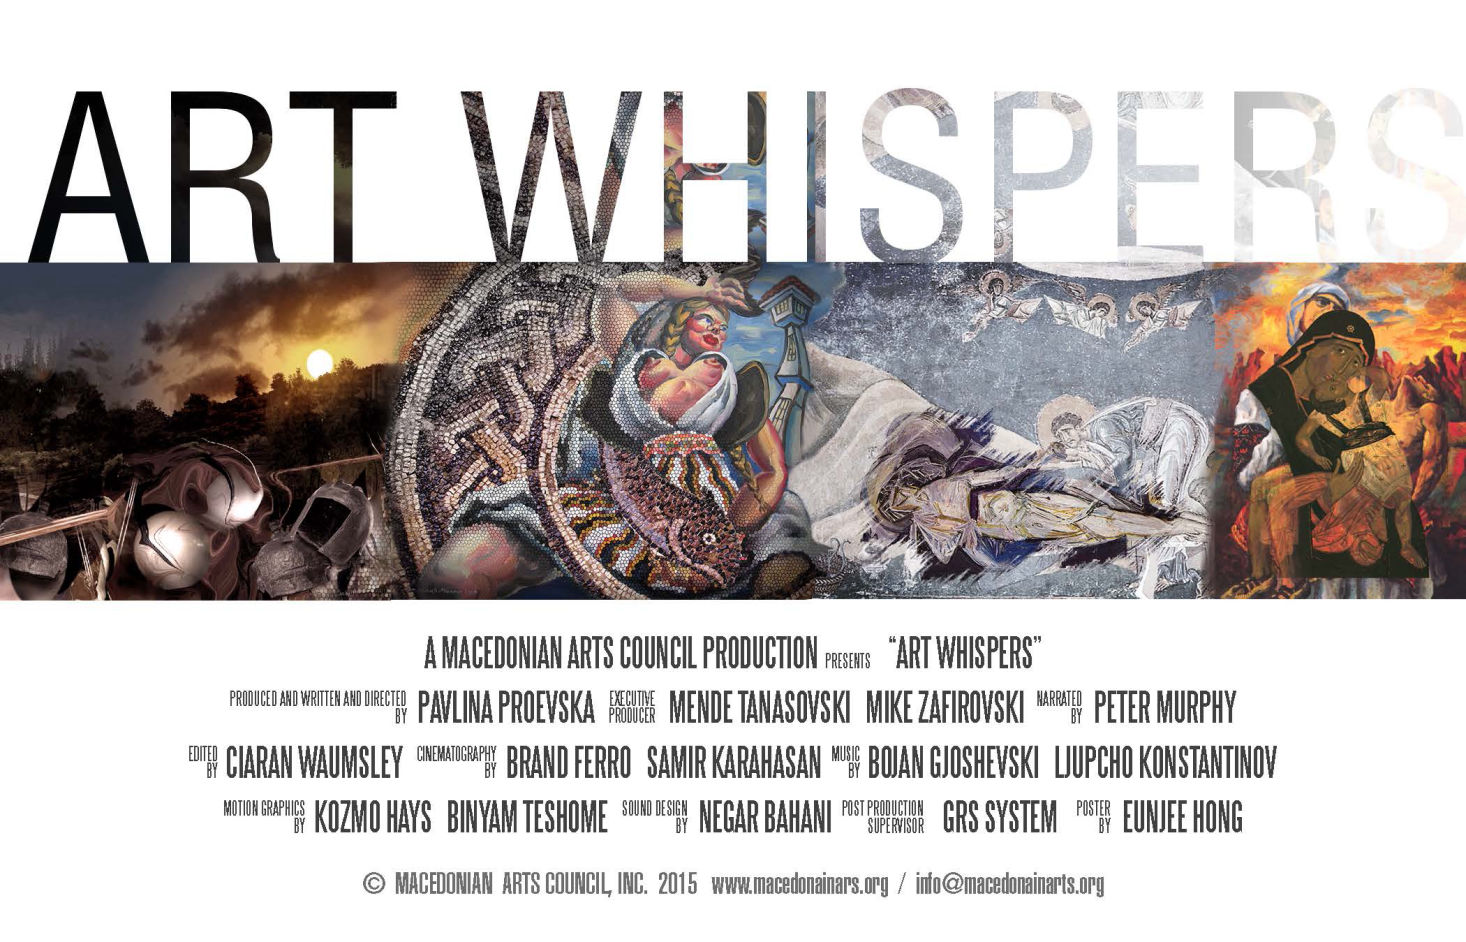 ART WHISPERS
A MACEDONIAN ARTS COUNCIL PRODUCTION PRESENTS “ART WHISPERS”
PRODUCED AND WRITTEN AND DIRECTED BY PAVLINA PROEVSKA EXECUTIVE PRODUCER MENDE TANASOVSKI MIKE ZAFIROVSKI NARRATED BY PETER MURPHY
EDITED BY CIARAN WAUMSLEY CINEMATOGRAPHY BY BRAND FERRO SAMIR KARAHASAN MUSIC BY BOJAN GJOSHEVSKI LJUPCHO KONSTANTINOV
MOTION GRAPHICS BY KOZMO HAYS BINYAM TESHOME SOUND DESIGN BY NEGAR BAHANI POST PRODUCTION SUPERVISOR GRS SYSTEM POSTER BY EUNJEE HONG
© MACEDONIAN ARTS COUNCIL, INC. 2015 www.macedonainars.org / info@macedonainarts.org